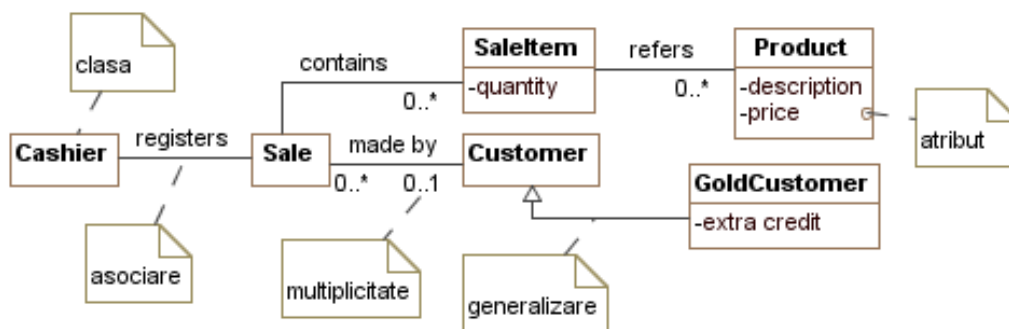 clasa
contains
SaleItem
-quantity
0..*
refers
0..*
Product
-description
-price
atribut
Cashier
registers
Sale
made by
0..*
0..1
Customer
GoldCustomer
-extra credit
asociare
multiplicitate
generalizare